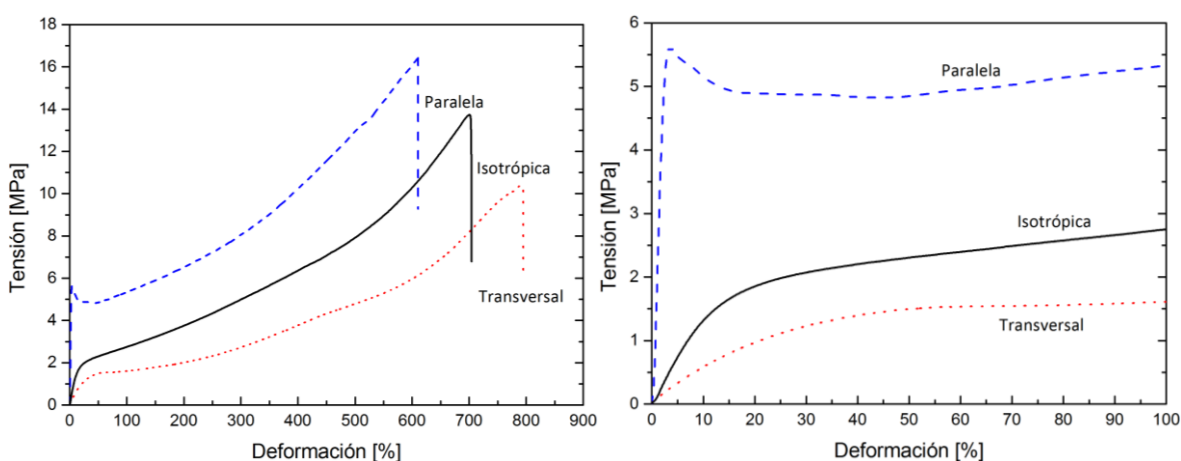 18
16
14
12
10
8
6
4
2
0
Tensión [MPa]
Paralela
Isotrópica
Transversal
0 100 200 300 400 500 600 700 800 900
Deformación [%]
6
5
4
3
2
1
0
Tensión [MPa]
Paralela
Isotrópica
Transversal
0 10 20 30 40 50 60 70 80 90 100
Deformación [%]